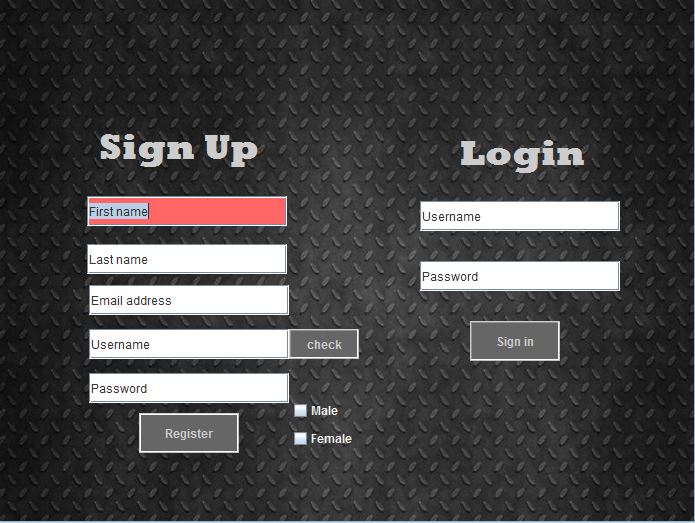 Sign Up
First name
Last name
Email address
Username
check
Password
Male
Female
Register
Login
Username
Password
Sign in